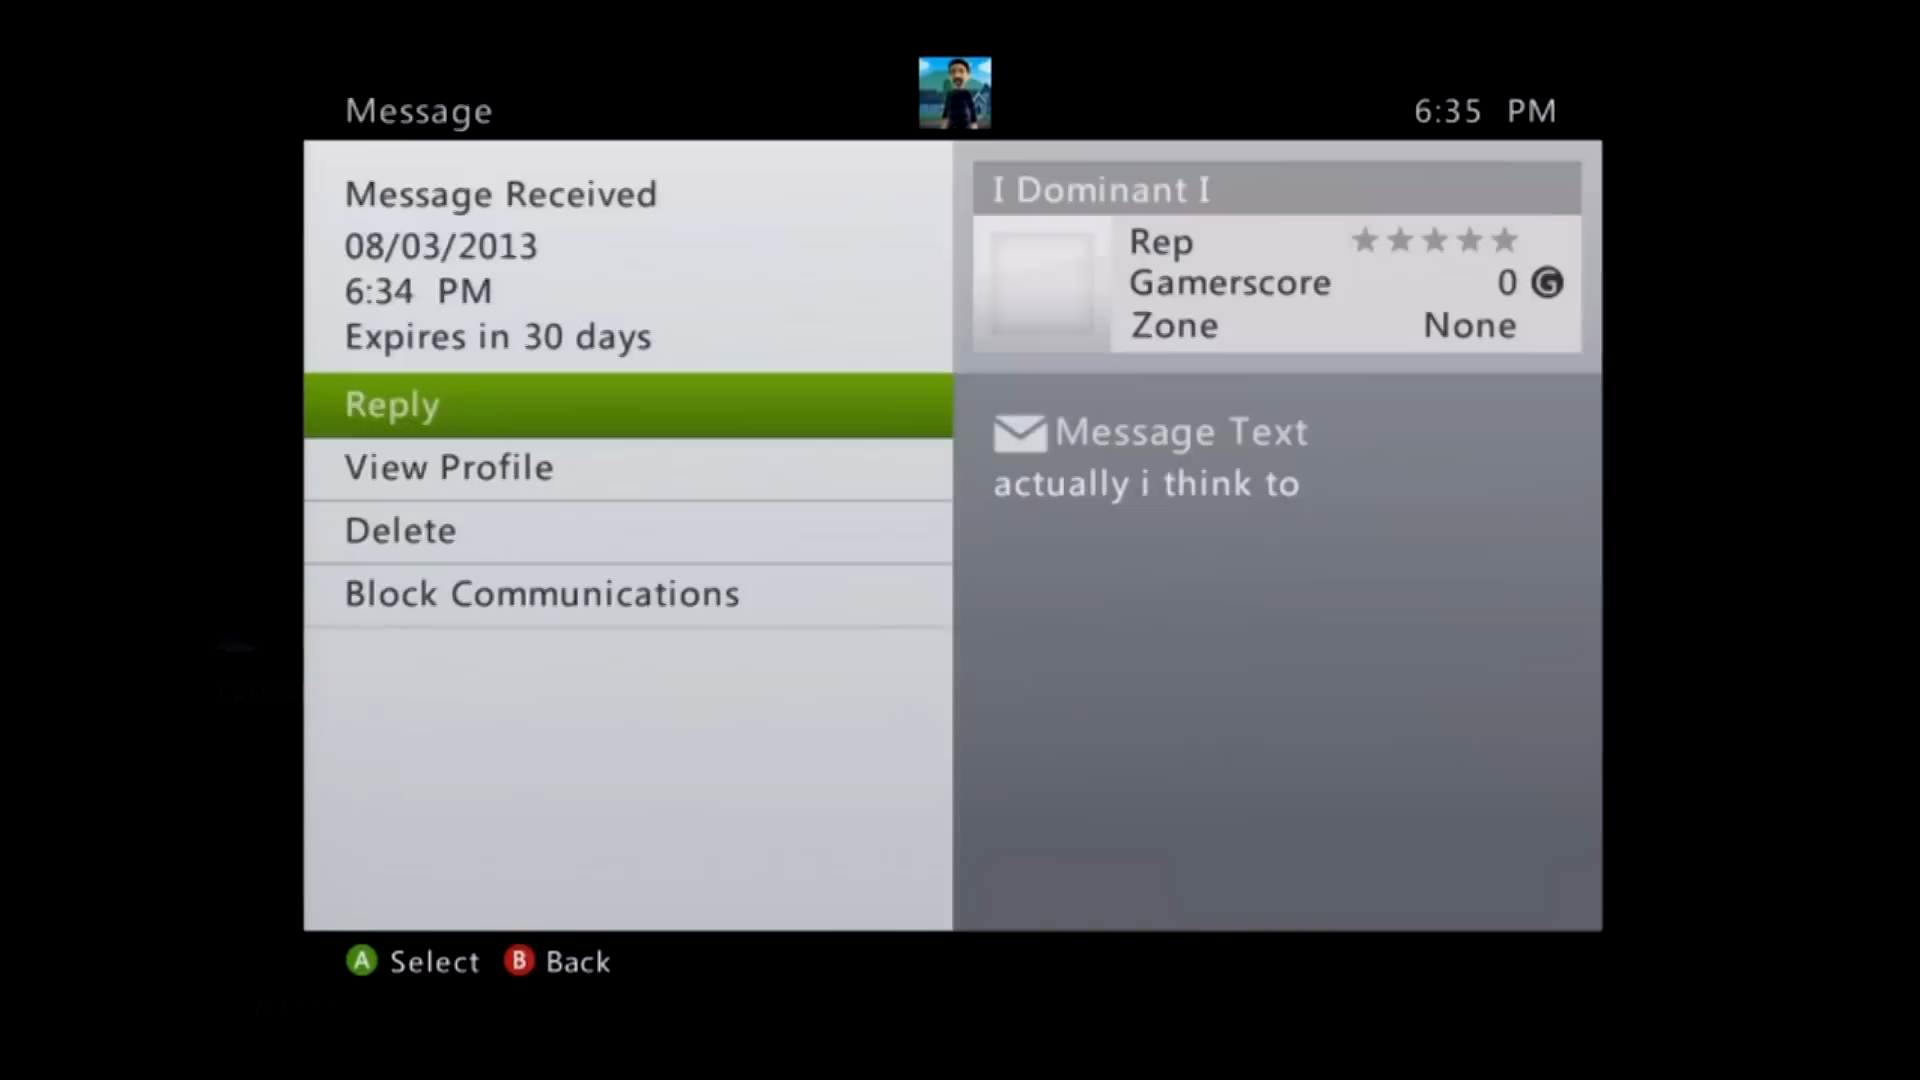 Message
6:35 PM
Message Received
08/03/2013
6:34 PM
Expires in 30 days
Reply
View Profile
Delete
Block Communications
I Dominant I
Rep
Gamerscore 0 G
Zone None
Message Text
actually i think to
A Select B Back